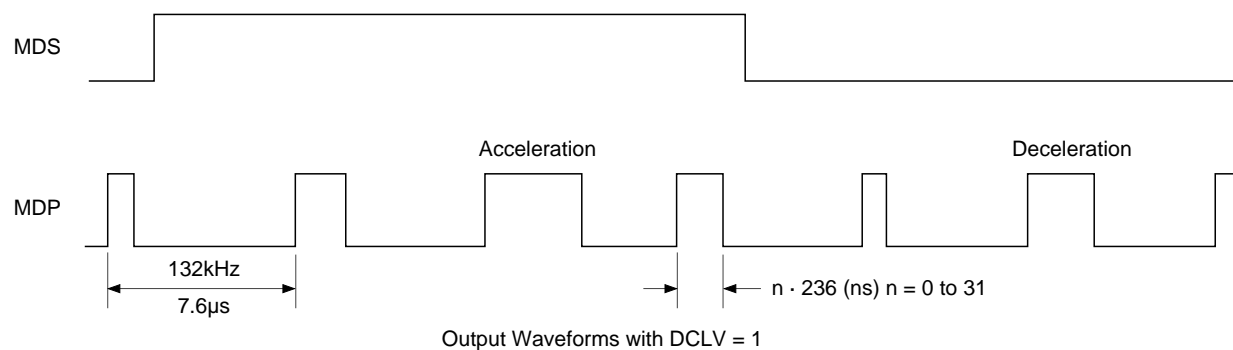 MDS
Acceleration
Deceleration
MDP
132kHz
7.6µs
n · 236 (ns) n = 0 to 31
Output Waveforms with DCLV = 1